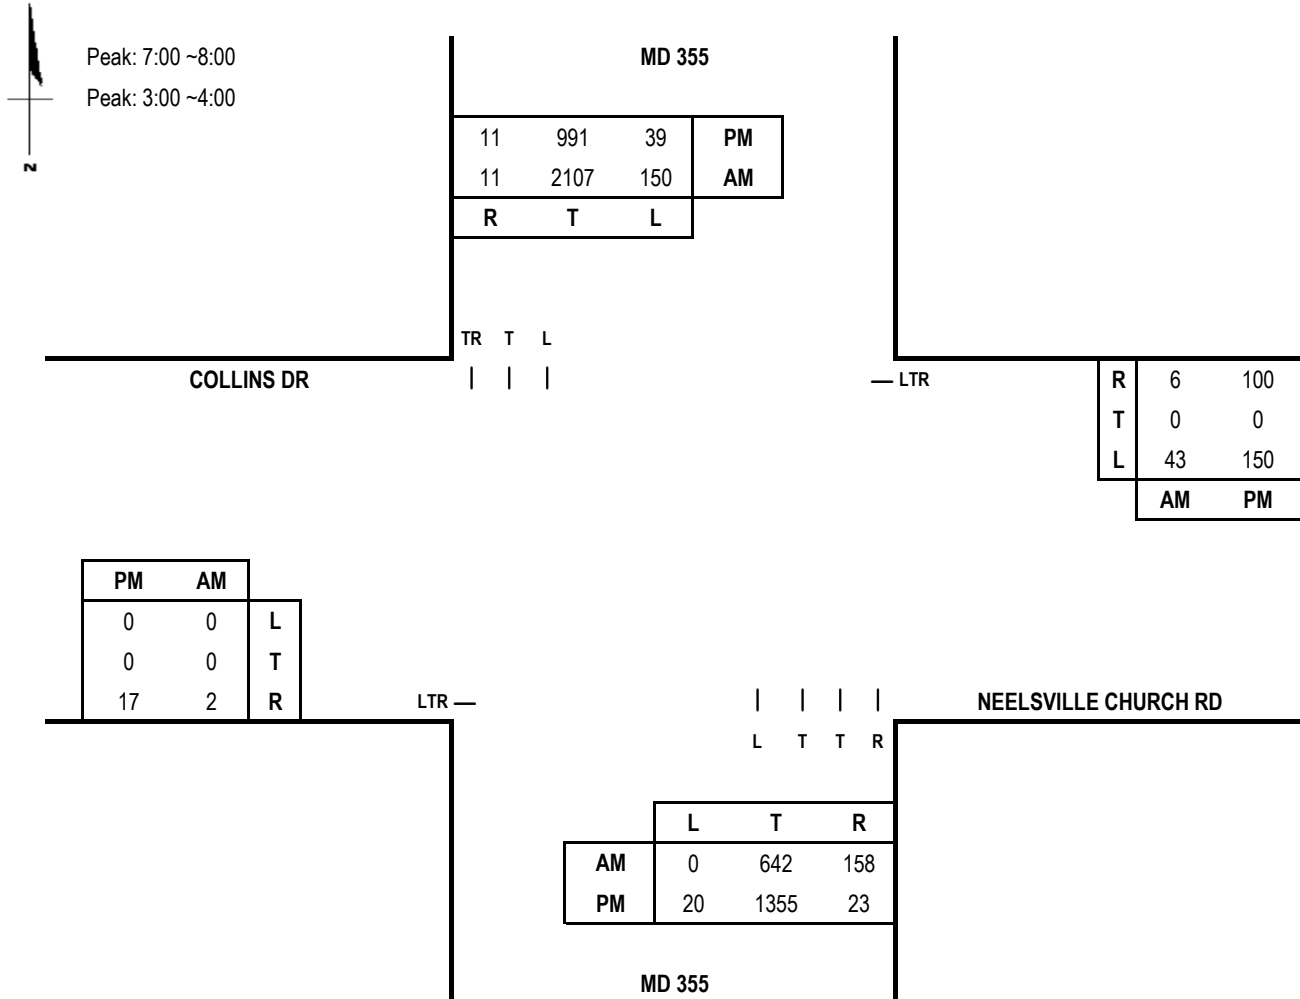 Peak: 7:00 ~8:00
Peak: 3:00 ~4:00
N
MD 355
11 991 39 PM
11 2107 150 AM
R T L
TR T L
COLLINS DR
LTR
R 6 100
T 0 0
L 43 150
AM PM
PM AM
0 0 L
0 0 T
17 2 R
LTR
NEELSVILLE CHURCH RD
L T T R
L T R
AM 0 642 158
PM 20 1355 23
MD 355